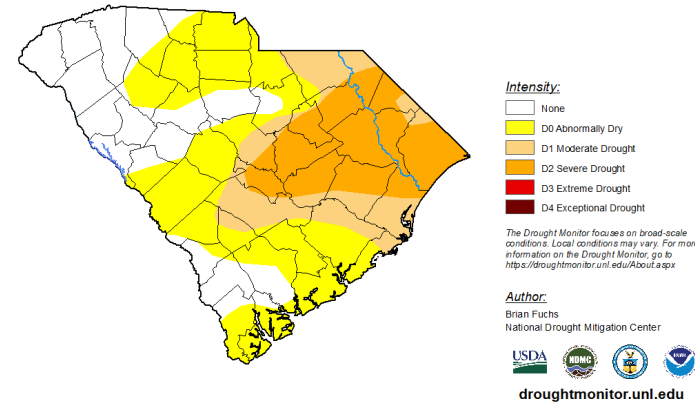 Intensity:
None
D0 Abnormally Dry
D1 Moderate Drought
D2 Severe Drought
D3 Extreme Drought
D4 Exceptional Drought
The Drought Monitor focuses on broad-scale
conditions. Local conditions may vary. For more
information on the Drought Monitor, go to
https://droughtmonitor.unl.edu/About.aspx
Author:
Brian Fuchs
National Drought Mitigation Center
USDA
NDMC
droughtmonitor.unl.edu